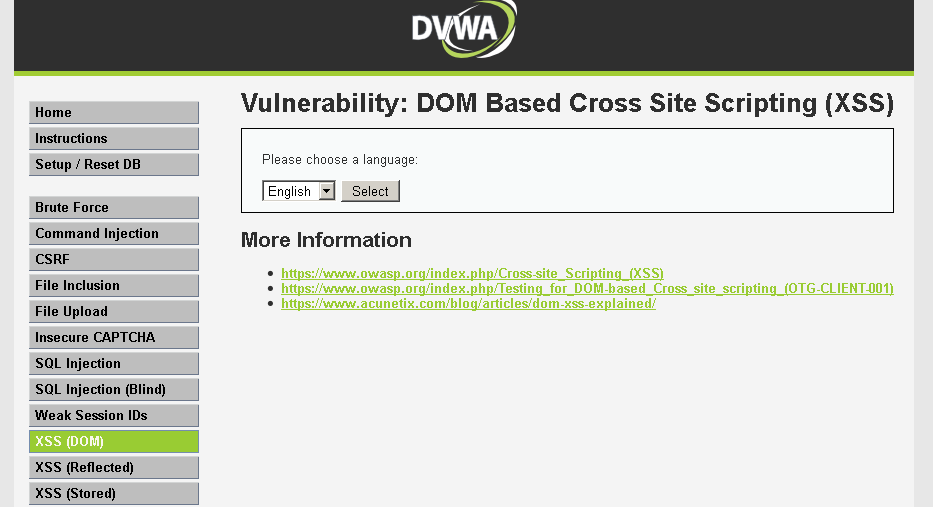 DVWA
Home
Instructions
Setup / Reset DB
Brute Force
Command Injection
CSRF
File Inclusion
File Upload
Insecure CAPTCHA
SQL Injection
SQL Injection (Blind)
Weak Session IDs
XSS (DOM)
XSS (Reflected)
XSS (Stored)
Vulnerability: DOM Based Cross Site Scripting (XSS)
Please choose a language:
English Select
More Information
https://www.owasp.org/index.php/Cross-site_Scripting_(XSS)
https://www.owasp.org/index.php/Testing_for_DOM-based_Cross_site_scripting_(OTG-CLIENT-001)
https://www.acunetix.com/blog/articles/dom-xss-explained/